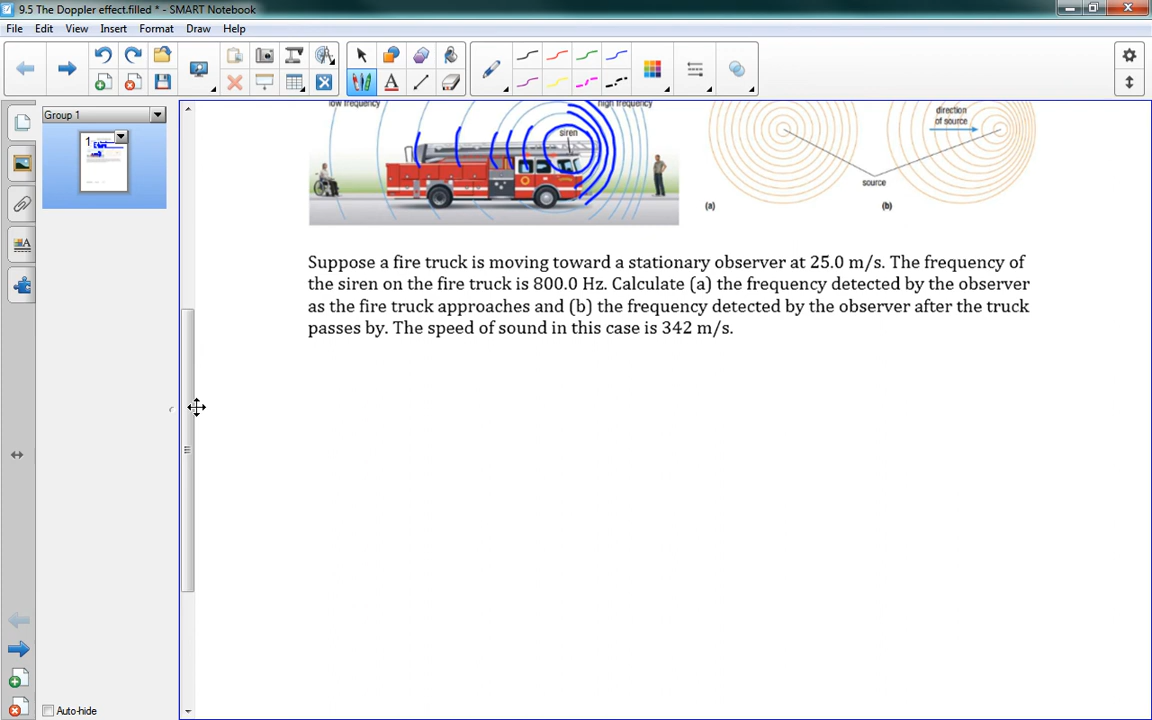 9.5 The Doppler effect.filled * - SMART Notebook
File Edit View Insert Format Draw Help
Group 1
1
low frequency
high frequency
siren
direction
of source
source
(a)
(b)
Suppose a fire truck is moving toward a stationary observer at 25.0 m/s. The frequency of
the siren on the fire truck is 800.0 Hz. Calculate (a) the frequency detected by the observer
as the fire truck approaches and (b) the frequency detected by the observer after the truck
passes by. The speed of sound in this case is 342 m/s.
Auto-hide